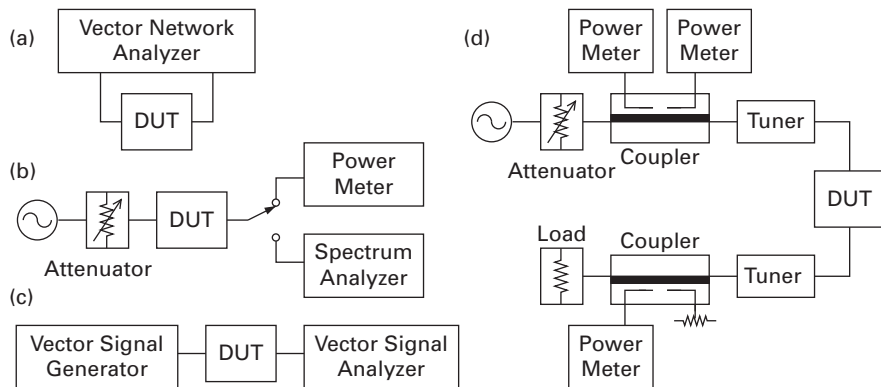 (a)
Vector Network
Analyzer
DUT
(b)
Attenuator
DUT
Power
Meter
Spectrum
Analyzer
(c)
Vector Signal
Generator
DUT
Vector Signal
Analyzer
(d)
Power
Meter
Power
Meter
Attenuator
Coupler
Tuner
DUT
Load
Coupler
Tuner
Power
Meter